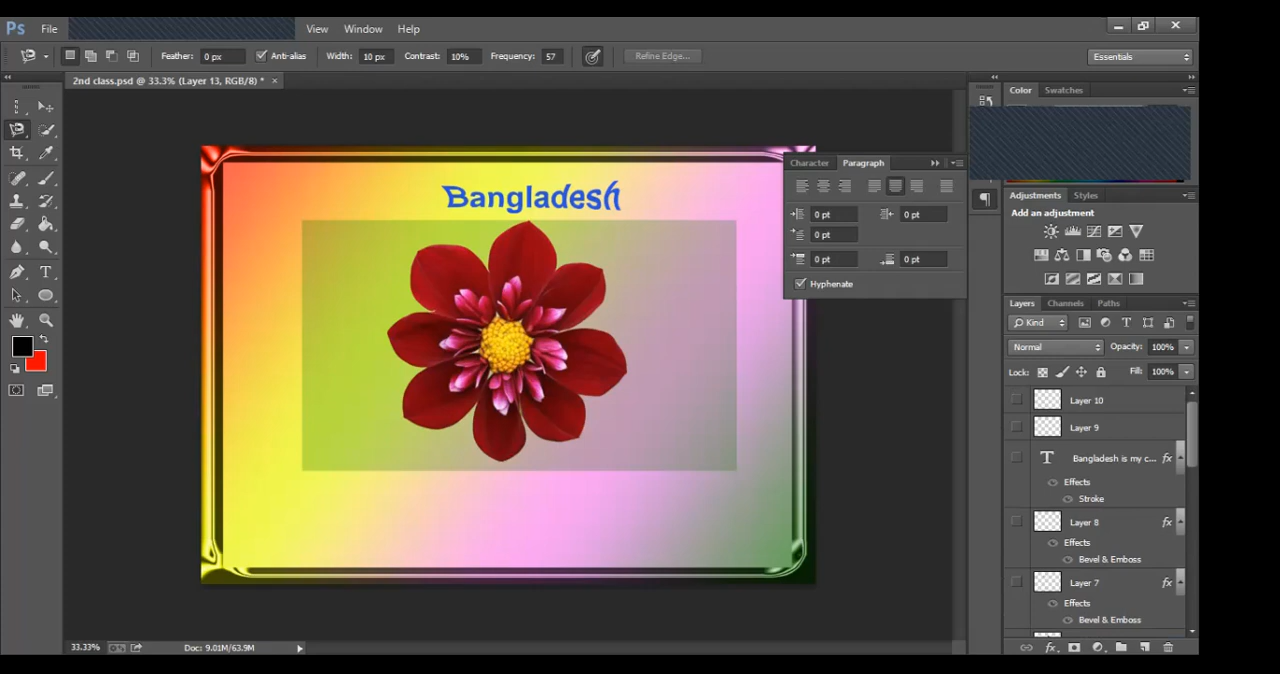 Ps File View Window Help
Feather: 0 px Anti-alias Width: 10 px Contrast: 10% Frequency: 57 Refine Edge... Essentials
2nd class.psd @ 33.3% (Layer 13, RGB/8) * ×
Color Swatches
Bangladesh
Character Paragraph
0 pt 0 pt
0 pt
0 pt 0 pt
Hyphenate
Adjustments Styles
Add an adjustment
Layers Channels Paths
Kind
Normal Opacity: 100%
Lock: Fill: 100%
Layer 10
Layer 9
T Bangladesh is my c... fx
Effects
Stroke
Layer 8 fx
Effects
Bevel & Emboss
Layer 7 fx
Effects
Bevel & Emboss
33.33% Doc: 9.01M/63.9M